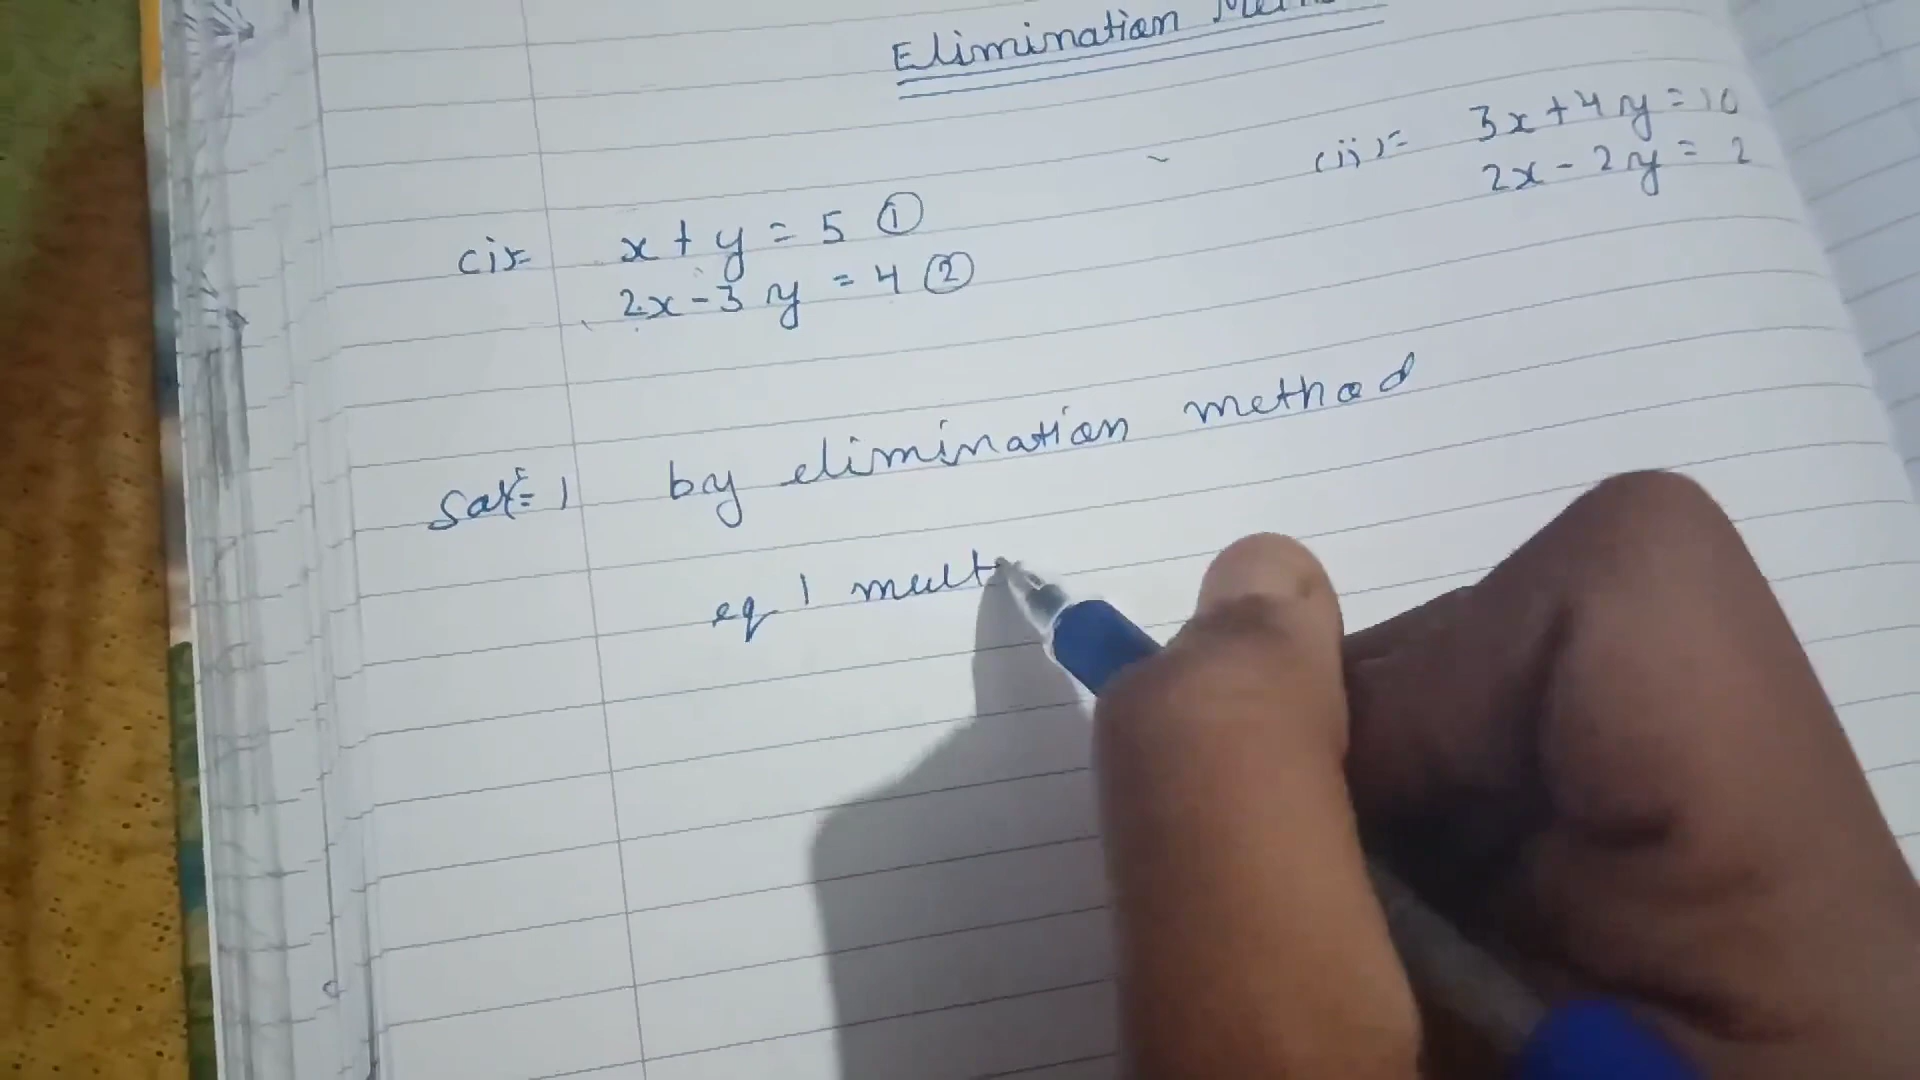 Elimination
(i)= x + y = 5 ①
2x - 3y = 4 ②
(ii)= 3x + 4y = 10
2x - 2y = 2
by elimination method
eq 1 mult